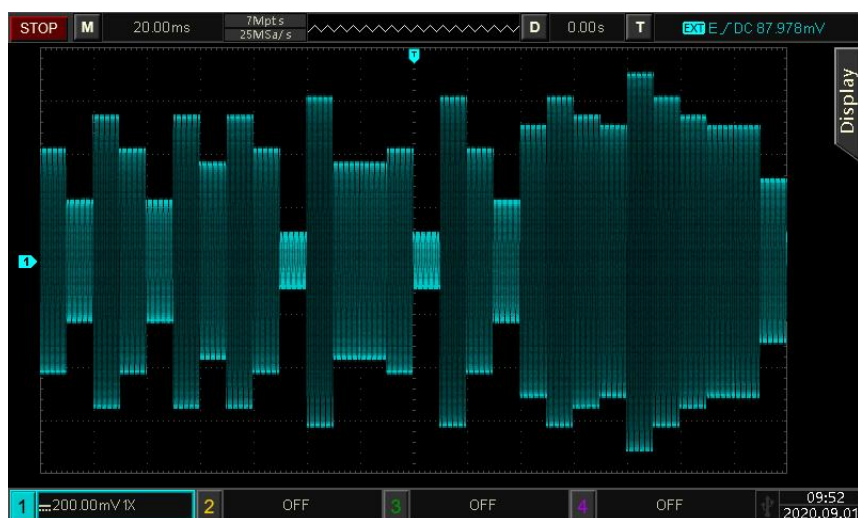 STOP M 20.00ms 7Mpts D 0.00s T EXT E DC 87.978mV
25MSa/s
T
Display
1
1 200.00mV 1X 2 OFF 3 OFF 4 OFF 09:52
2020.09.01